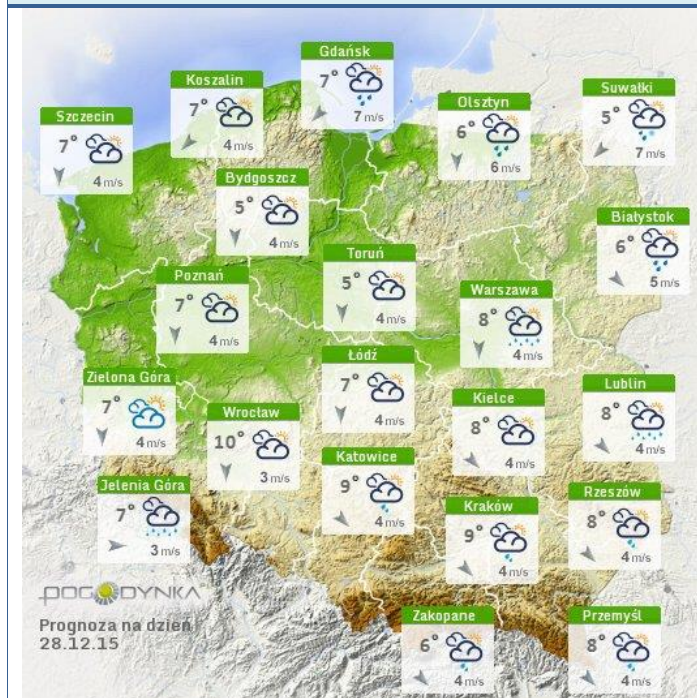 Gdańsk
7°
7 m/s
Koszalin
7°
4 m/s
Szczecin
7°
4 m/s
Olsztyn
6°
6 m/s
Suwałki
5°
7 m/s
Bydgoszcz
5°
4 m/s
Białystok
6°
5 m/s
Toruń
5°
4 m/s
Poznań
7°
4 m/s
Warszawa
8°
4 m/s
Łódź
7°
4 m/s
Zielona Góra
7°
4 m/s
Wrocław
10°
3 m/s
Kielce
8°
4 m/s
Lublin
8°
4 m/s
Katowice
9°
4 m/s
Jelenia Góra
7°
3 m/s
Kraków
9°
4 m/s
Rzeszów
8°
4 m/s
POGODYNKA
Prognoza na dzień
28.12.15
Zakopane
6°
4 m/s
Przemyśl
8°
4 m/s